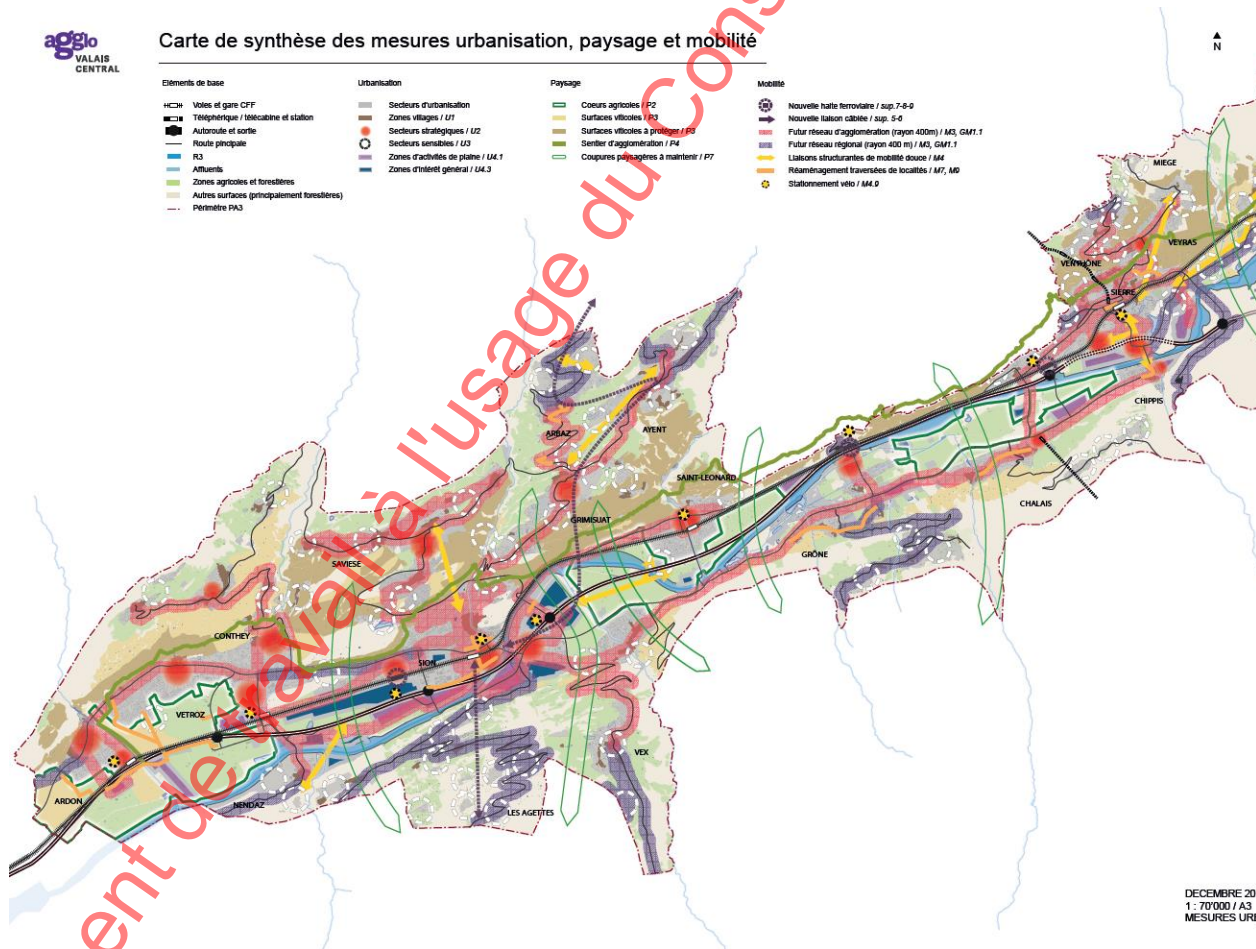 agglo
VALAIS
CENTRAL
Carte de synthèse des mesures urbanisation, paysage et mobilité
N
Eléments de base
Voies et gare CFF
Téléphérique / télécabine et station
Autoroute et sortie
Route pincipale
R3
Affluents
Zones agricoles et forestières
Autres surfaces (principalement forestières)
Périmètre PA3
Urbanisation
Secteurs d'urbanisation
Zones villages / U1
Secteurs stratégiques / U2
Secteurs sensibles / U3
Zones d'activités de plaine / U4.1
Zones d'intérêt général / U4.3
Paysage
Coeurs agricoles / P2
Surfaces viticoles / P3
Surfaces viticoles à protéger / P3
Sentier d'agglomération / P4
Coupures paysagères à maintenir / P7
Mobilité
Nouvelle halte ferroviaire / sup.7-8-9
Nouvelle liaison câblée / sup. 5-6
Futur réseau d'agglomération (rayon 400m) / M3, GM1.1
Futur réseau régional (rayon 400 m) / M3, GM1.1
Liaisons structurantes de mobilité douce / M4
Réaménagement traversées de localités / M7, M9
Stationnement vélo / M4.9
MIEGE
VEYRAS
VENTHÔNE
SIERRE
CHIPPIS
ARBAZ
AYENT
SAINT-LEONARD
CHALAIS
GRIMISUAT
GRÔNE
SAVIESE
CONTHEY
SION
VETROZ
VEX
ARDON
NENDAZ
LES AGETTES
ent de travail à l'usage du Cons
DECEMBRE 20
1 : 70'000 / A3
MESURES URB